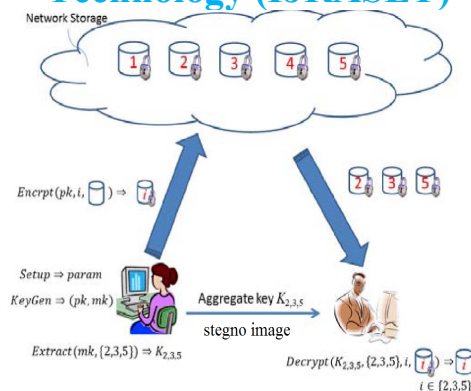 Technology (IJRASET)
Network Storage
1 2 3 4 5
2 3 5
Encrpt(pk, i, ) ⇒ i
Setup ⇒ param
KeyGen ⇒ (pk, mk)
Aggregate key K2,3,5
stegno image
Extract(mk, {2,3,5}) ⇒ K2,3,5
Decrypt(K2,3,5, {2,3,5}, i, i ) ⇒ i
i ∈ {2,3,5}